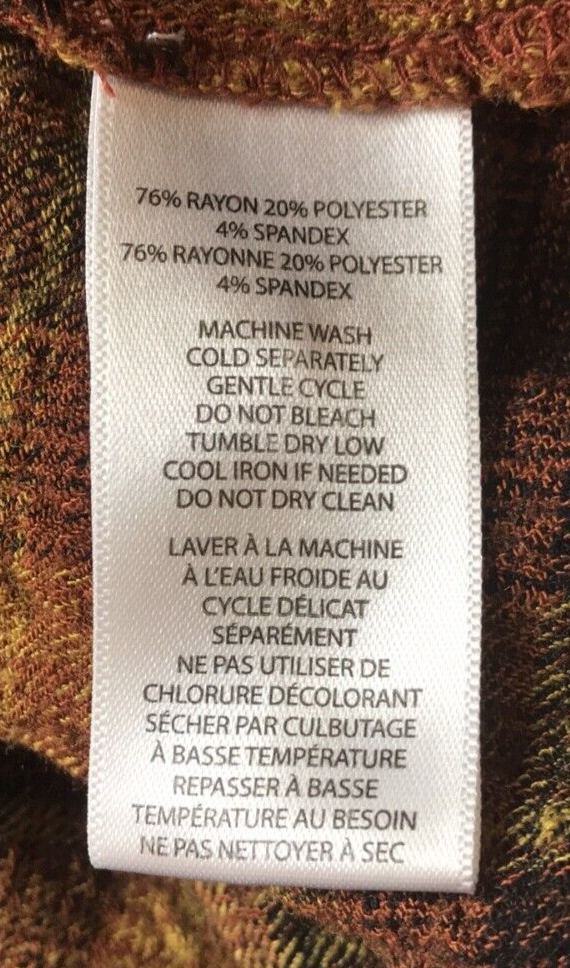 76% RAYON 20% POLYESTER
4% SPANDEX
76% RAYONNE 20% POLYESTER
4% SPANDEX
MACHINE WASH
COLD SEPARATELY
GENTLE CYCLE
DO NOT BLEACH
TUMBLE DRY LOW
COOL IRON IF NEEDED
DO NOT DRY CLEAN
LAVER À LA MACHINE
À L'EAU FROIDE AU
CYCLE DÉLICAT
SÉPARÉMENT
NE PAS UTILISER DE
CHLORURE DÉCOLORANT
SÉCHER PAR CULBUTAGE
À BASSE TEMPÉRATURE
REPASSER À BASSE
TEMPÉRATURE AU BESOIN
NE PAS NETTOYER À SEC